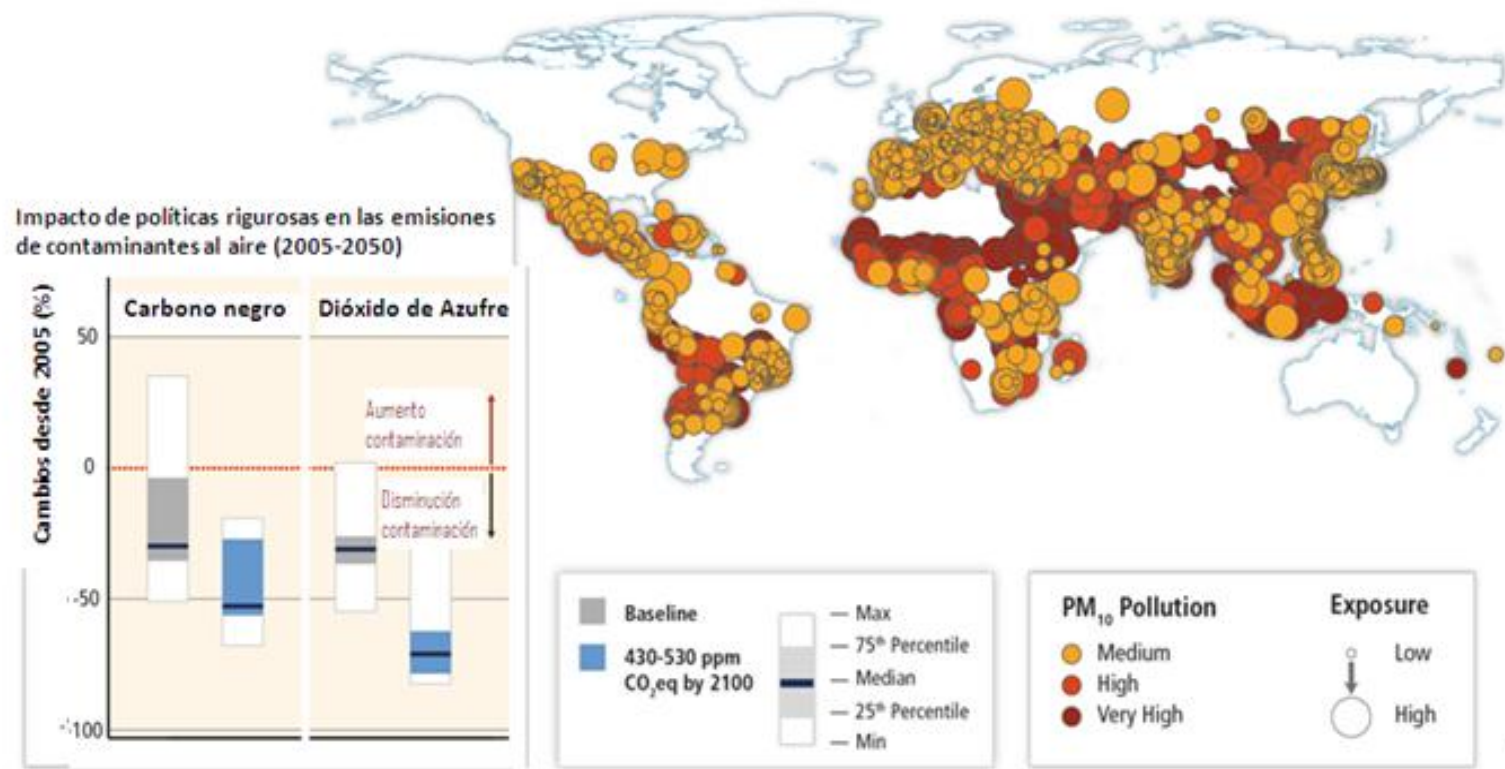 Impacto de políticas rigurosas en las emisiones
de contaminantes al aire (2005-2050)
Cambios desde 2005 (%)
Carbono negro
Dióxido de Azufre
50
0
-50
-100
Aumento
contaminación
Disminución
contaminación
Baseline
430-530 ppm
CO₂eq by 2100
Max
75th Percentile
Median
25th Percentile
Min
PM₁₀ Pollution
Medium
High
Very High
Exposure
Low
High